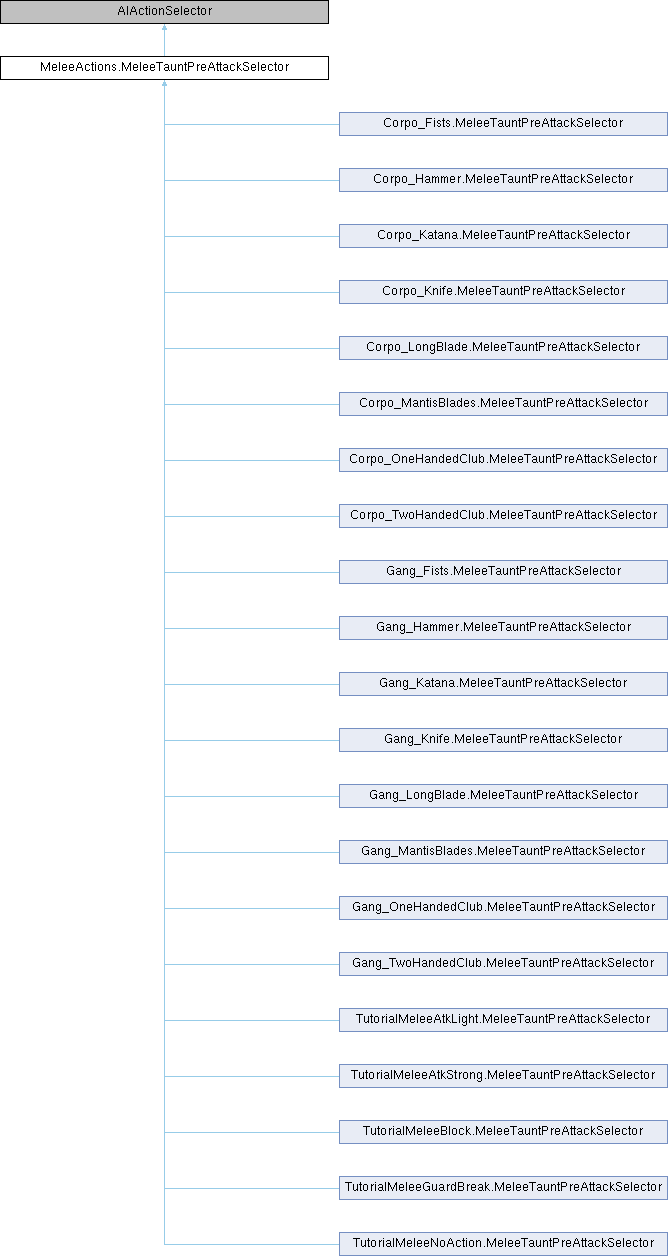 AIActionSelector
MeleeActions.MeleeTauntPreAttackSelector
Corpo_Fists.MeleeTauntPreAttackSelector
Corpo_Hammer.MeleeTauntPreAttackSelector
Corpo_Katana.MeleeTauntPreAttackSelector
Corpo_Knife.MeleeTauntPreAttackSelector
Corpo_LongBlade.MeleeTauntPreAttackSelector
Corpo_MantisBlades.MeleeTauntPreAttackSelector
Corpo_OneHandedClub.MeleeTauntPreAttackSelector
Corpo_TwoHandedClub.MeleeTauntPreAttackSelector
Gang_Fists.MeleeTauntPreAttackSelector
Gang_Hammer.MeleeTauntPreAttackSelector
Gang_Katana.MeleeTauntPreAttackSelector
Gang_Knife.MeleeTauntPreAttackSelector
Gang_LongBlade.MeleeTauntPreAttackSelector
Gang_MantisBlades.MeleeTauntPreAttackSelector
Gang_OneHandedClub.MeleeTauntPreAttackSelector
Gang_TwoHandedClub.MeleeTauntPreAttackSelector
TutorialMeleeAtkLight.MeleeTauntPreAttackSelector
TutorialMeleeAtkStrong.MeleeTauntPreAttackSelector
TutorialMeleeBlock.MeleeTauntPreAttackSelector
TutorialMeleeGuardBreak.MeleeTauntPreAttackSelector
TutorialMeleeNoAction.MeleeTauntPreAttackSelector